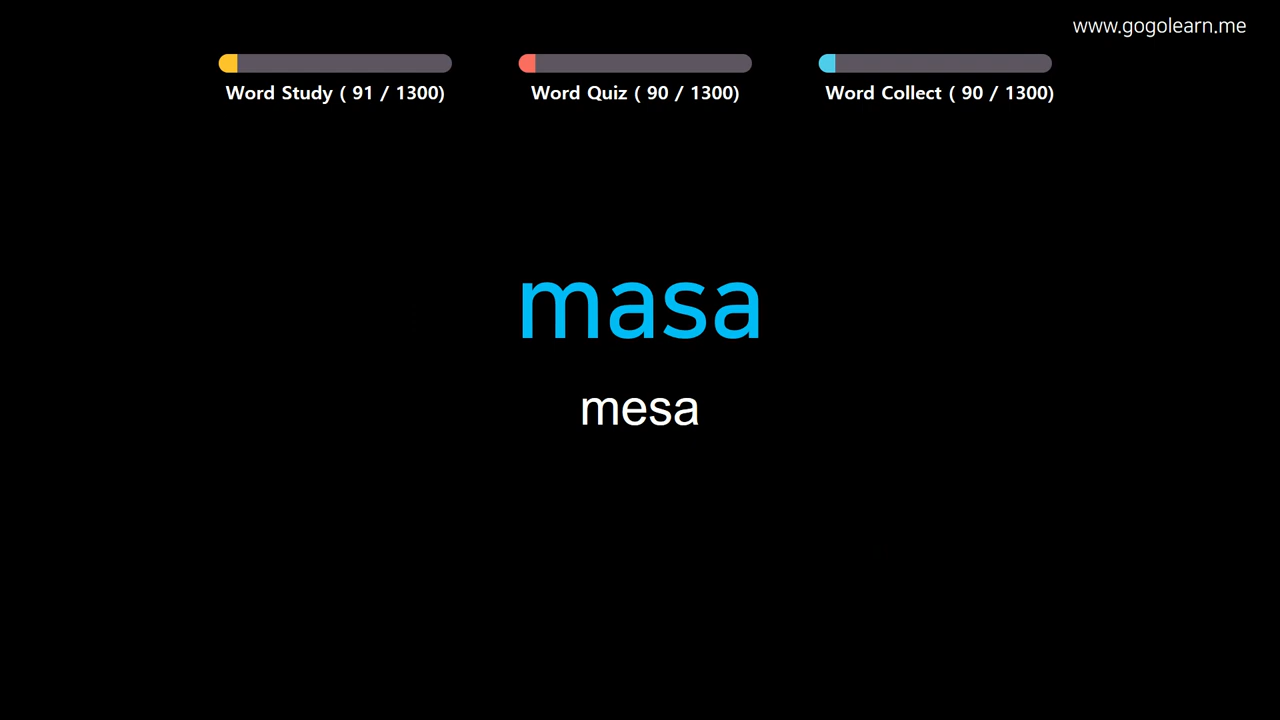 www.gogolearn.me
Word Study ( 91 / 1300)
Word Quiz ( 90 / 1300)
Word Collect ( 90 / 1300)
masa
mesa